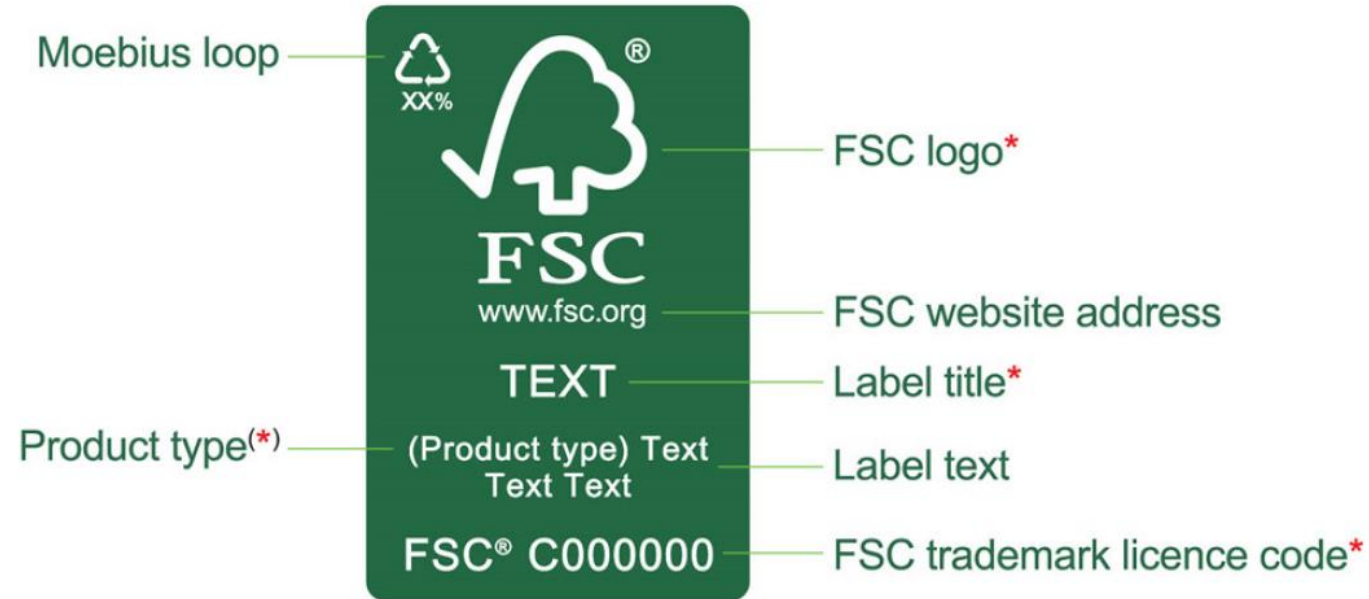 Moebius loop
®
XX%
FSC logo*
FSC
www.fsc.org
FSC website address
TEXT
Label title*
Product type(*)
(Product type) Text
Text Text
Label text
FSC® C000000
FSC trademark licence code*